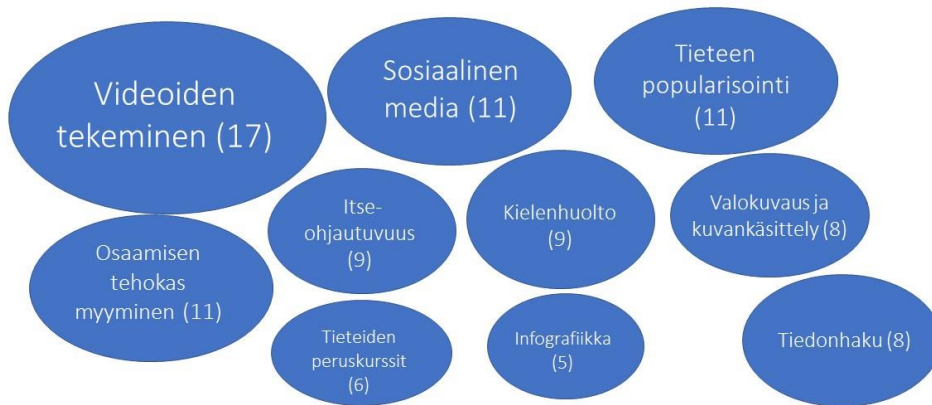 Videoiden
tekeminen (17)
Sosiaalinen
media (11)
Tieteen
popularisointi
(11)
Osaamisen
tehokas
myyminen (11)
Itse-
ohjautuvuus
(9)
Kielenhuolto
(9)
Valokuvaus ja
kuvankäsittely (8)
Tieteiden
peruskurssit
(6)
Infografiikka
(5)
Tiedonhaku (8)